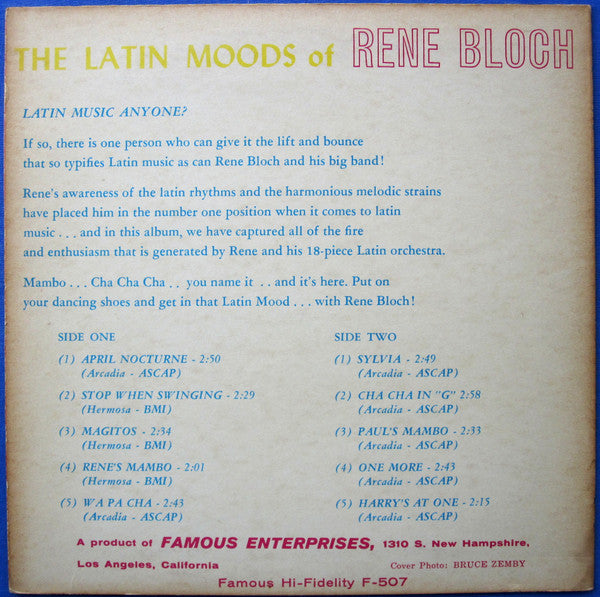 THE LATIN MOODS of RENE BLOCH
LATIN MUSIC ANYONE?
If so, there is one person who can give it the lift and bounce
that so typifies Latin music as can Rene Bloch and his big band!
Rene's awareness of the latin rhythms and the harmonious melodic strains
have placed him in the number one position when it comes to latin
music . . . and in this album, we have captured all of the fire
and enthusiasm that is generated by Rene and his 18-piece Latin orchestra.
Mambo . . . Cha Cha Cha . . you name it . . and it's here. Put on
your dancing shoes and get in that Latin Mood . . . with Rene Bloch!
SIDE ONE
(1) APRIL NOCTURNE - 2:50
(Arcadia - ASCAP)
(2) STOP WHEN SWINGING - 2:29
(Hermosa - BMI)
(3) MAGITOS - 2:34
(Hermosa - BMI)
(4) RENE'S MAMBO - 2:01
(Hermosa - BMI)
(5) WA PA CHA - 2:43
(Arcadia - ASCAP)
SIDE TWO
(1) SYLVIA - 2:49
(Arcadia - ASCAP)
(2) CHA CHA IN "G" 2:58
(Arcadia - ASCAP)
(3) PAUL'S MAMBO - 2:33
(Arcadia - ASCAP)
(4) ONE MORE - 2:43
(Arcadia - ASCAP)
(5) HARRY'S AT ONE - 2:15
(Arcadia - ASCAP)
A product of FAMOUS ENTERPRISES, 1310 S. New Hampshire,
Los Angeles, California
Cover Photo: BRUCE ZEMBY
Famous Hi-Fidelity F-507